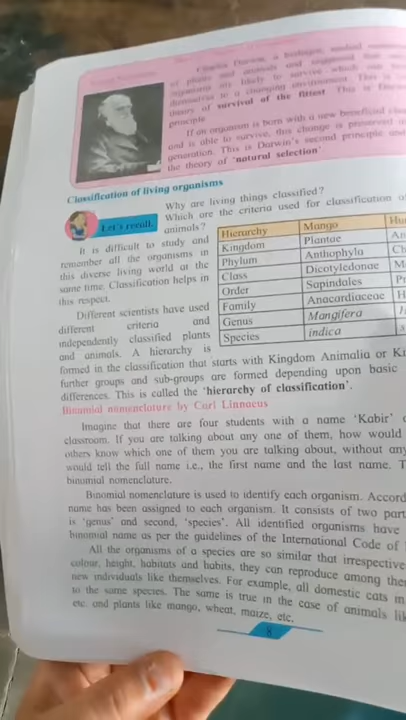 Charles Darwin, a biologist, studied
of plants and animals and suggested that
organisms are likely to survive which can
themselves to a changing environment. This is
theory of survival of the fittest This is
principle.
If an organism is born with a new beneficial
and is able to survive, this change is preserved
generation. This is Darwin's second principle and
the theory of 'natural selection'.
Classification of living organisms
Let's recall.
Why are living things classified?
Which are the criteria used for classification
animals?
It is difficult to study and
remember all the organisms in
this diverse living world at the
same time. Classification helps in
this respect.
Different scientists have used
different criteria and
independently classified plants
and animals. A hierarchy is
Hierarchy Mango
Kingdom Plantae
Phylum Anthophyta
Class Dicotyledonae
Order Sapindales
Family Anacardiaceae
Genus Mangifera
Species indica
formed in the classification that starts with Kingdom Animalia or
further groups and sub-groups are formed depending upon basic
differences. This is called the 'hierarchy of classification'.
Binomial nomenclature by Carl Linnaeus
Imagine that there are four students with a name 'Kabir'
classroom. If you are talking about any one of them, how would
others know which one of them you are talking about, without any
would tell the full name i.e., the first name and the last name.
binomial nomenclature.
Binomial nomenclature is used to identify each organism.
name has been assigned to each organism. It consists of two
is 'genus' and second, 'species'. All identified organisms have
binomial name as per the guidelines of the International Code of
All the organisms of a species are so similar that irrespective
colour, height, habitats and habits, they can reproduce among
new individuals like themselves. For example, all domestic cats
to the same species. The same is true in the case of animals
etc. and plants like mango, wheat, maize, etc.
8